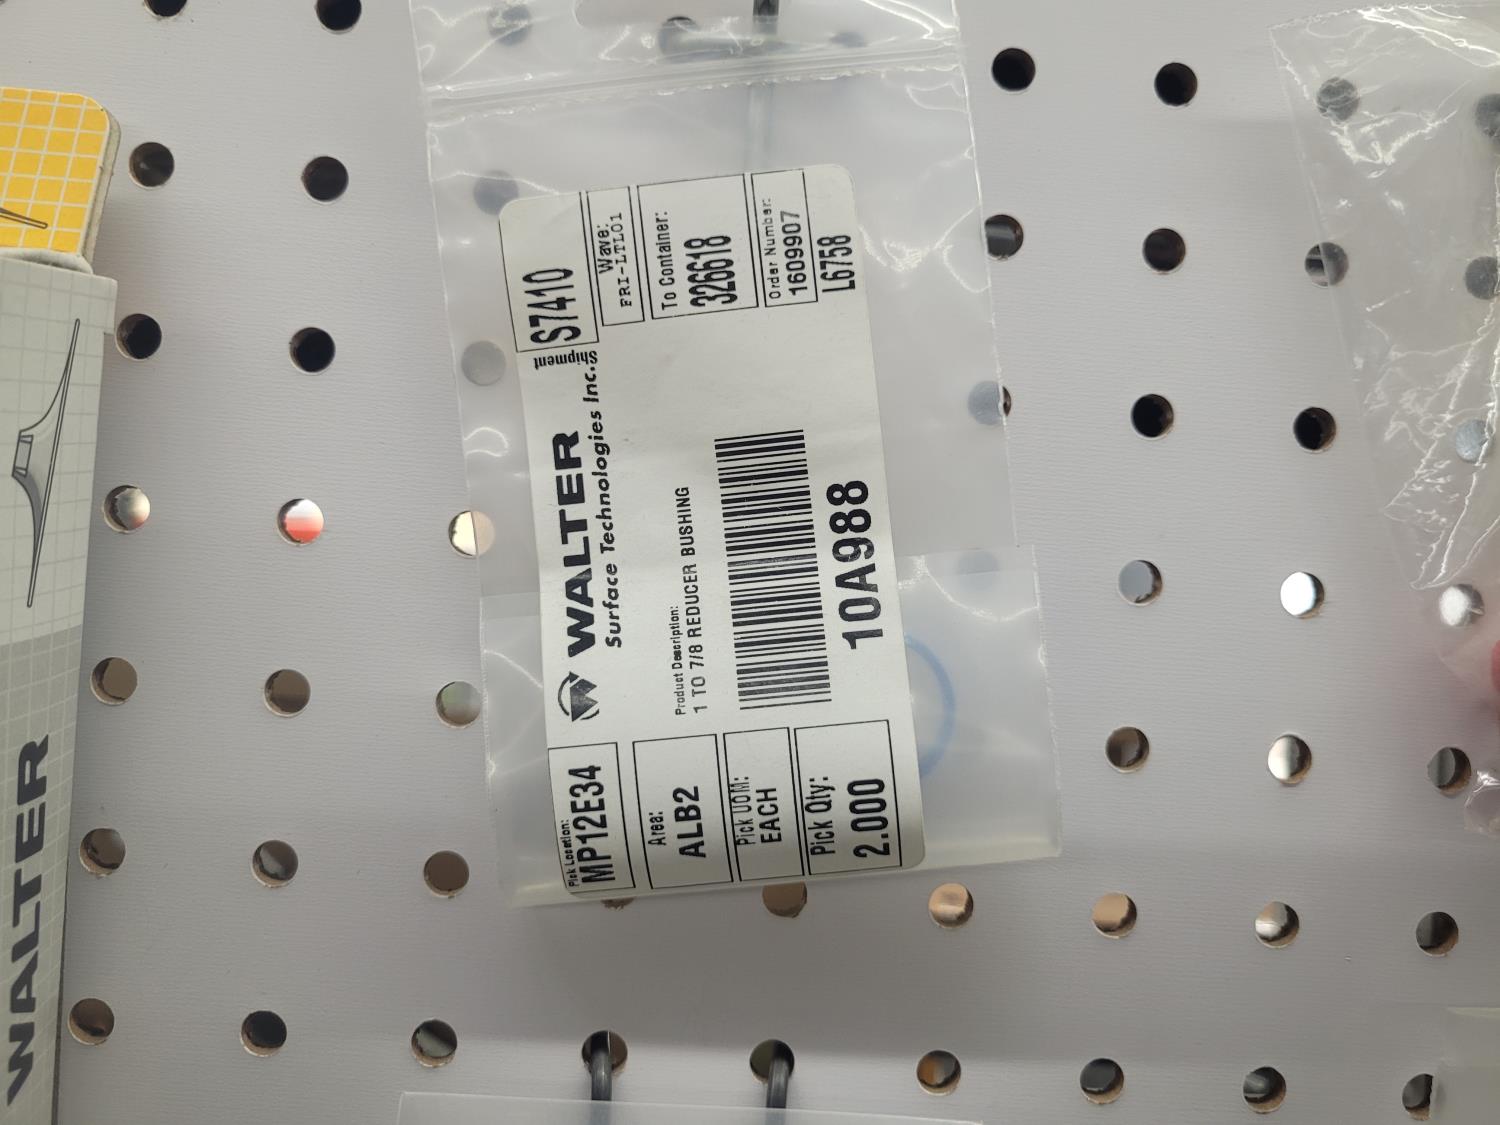 Shipment
S7410
Wave:
FRI-LTL01
To Container:
326618
Order Number:
1609907
L6758
WALTER
Surface Technologies Inc.
Product Description:
1 TO 7/8 REDUCER BUSHING
10A988
Pick Location:
MP12E34
Area:
ALB2
Pick UOM:
EACH
Pick Qty:
2.000
WALTER